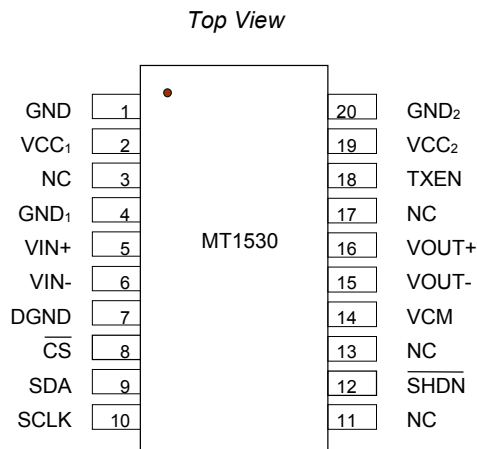 Top View
GND 1 20 GND₂
VCC₁ 2 19 VCC₂
NC 3 18 TXEN
GND₁ 4 17 NC
VIN+ 5 MT1530 16 VOUT+
VIN- 6 15 VOUT-
DGND 7 14 VCM
C̅S̅ 8 13 NC
SDA 9 12 S̅H̅D̅N̅
SCLK 10 11 NC